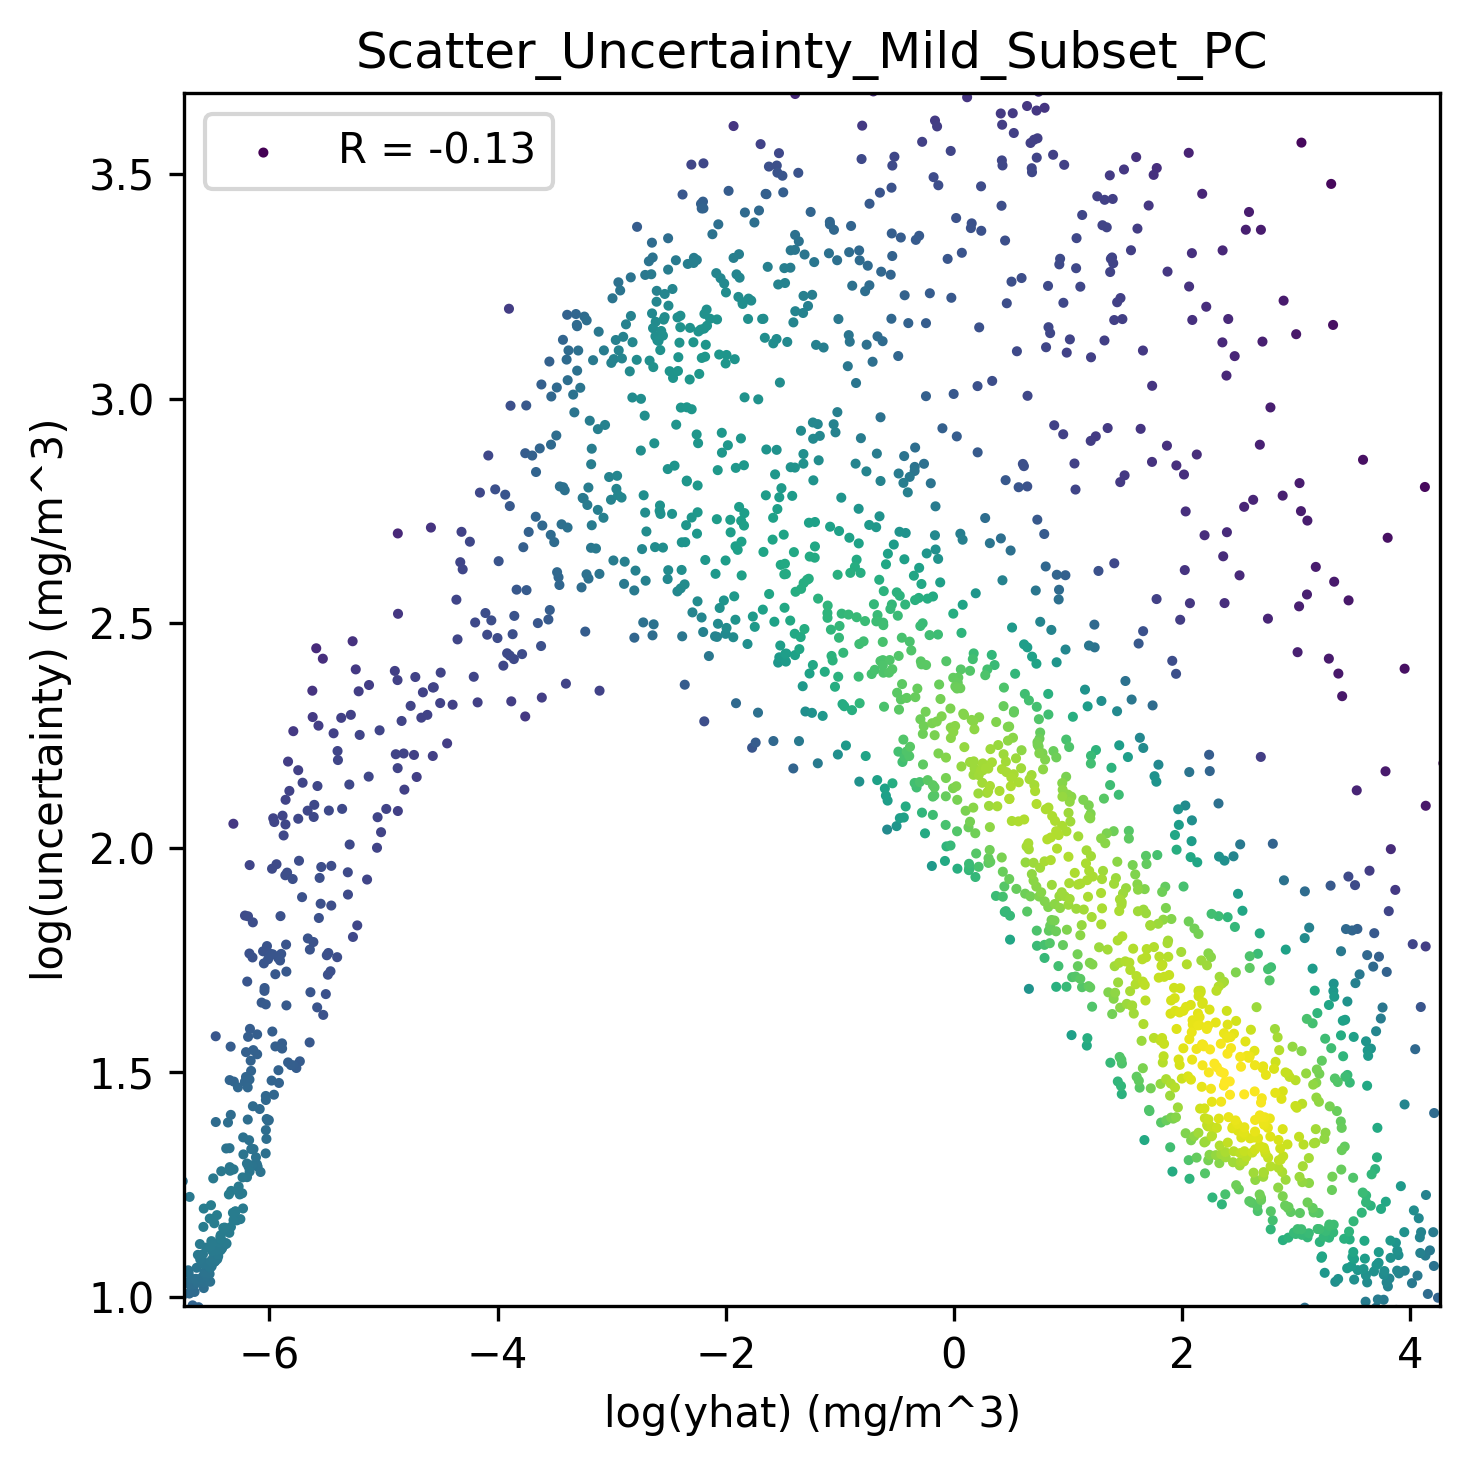 Scatter_Uncertainty_Mild_Subset_PC
R = -0.13
log(uncertainty) (mg/m^3)
3.5
3.0
2.5
2.0
1.5
1.0
−6 −4 −2 0 2 4
log(yhat) (mg/m^3)